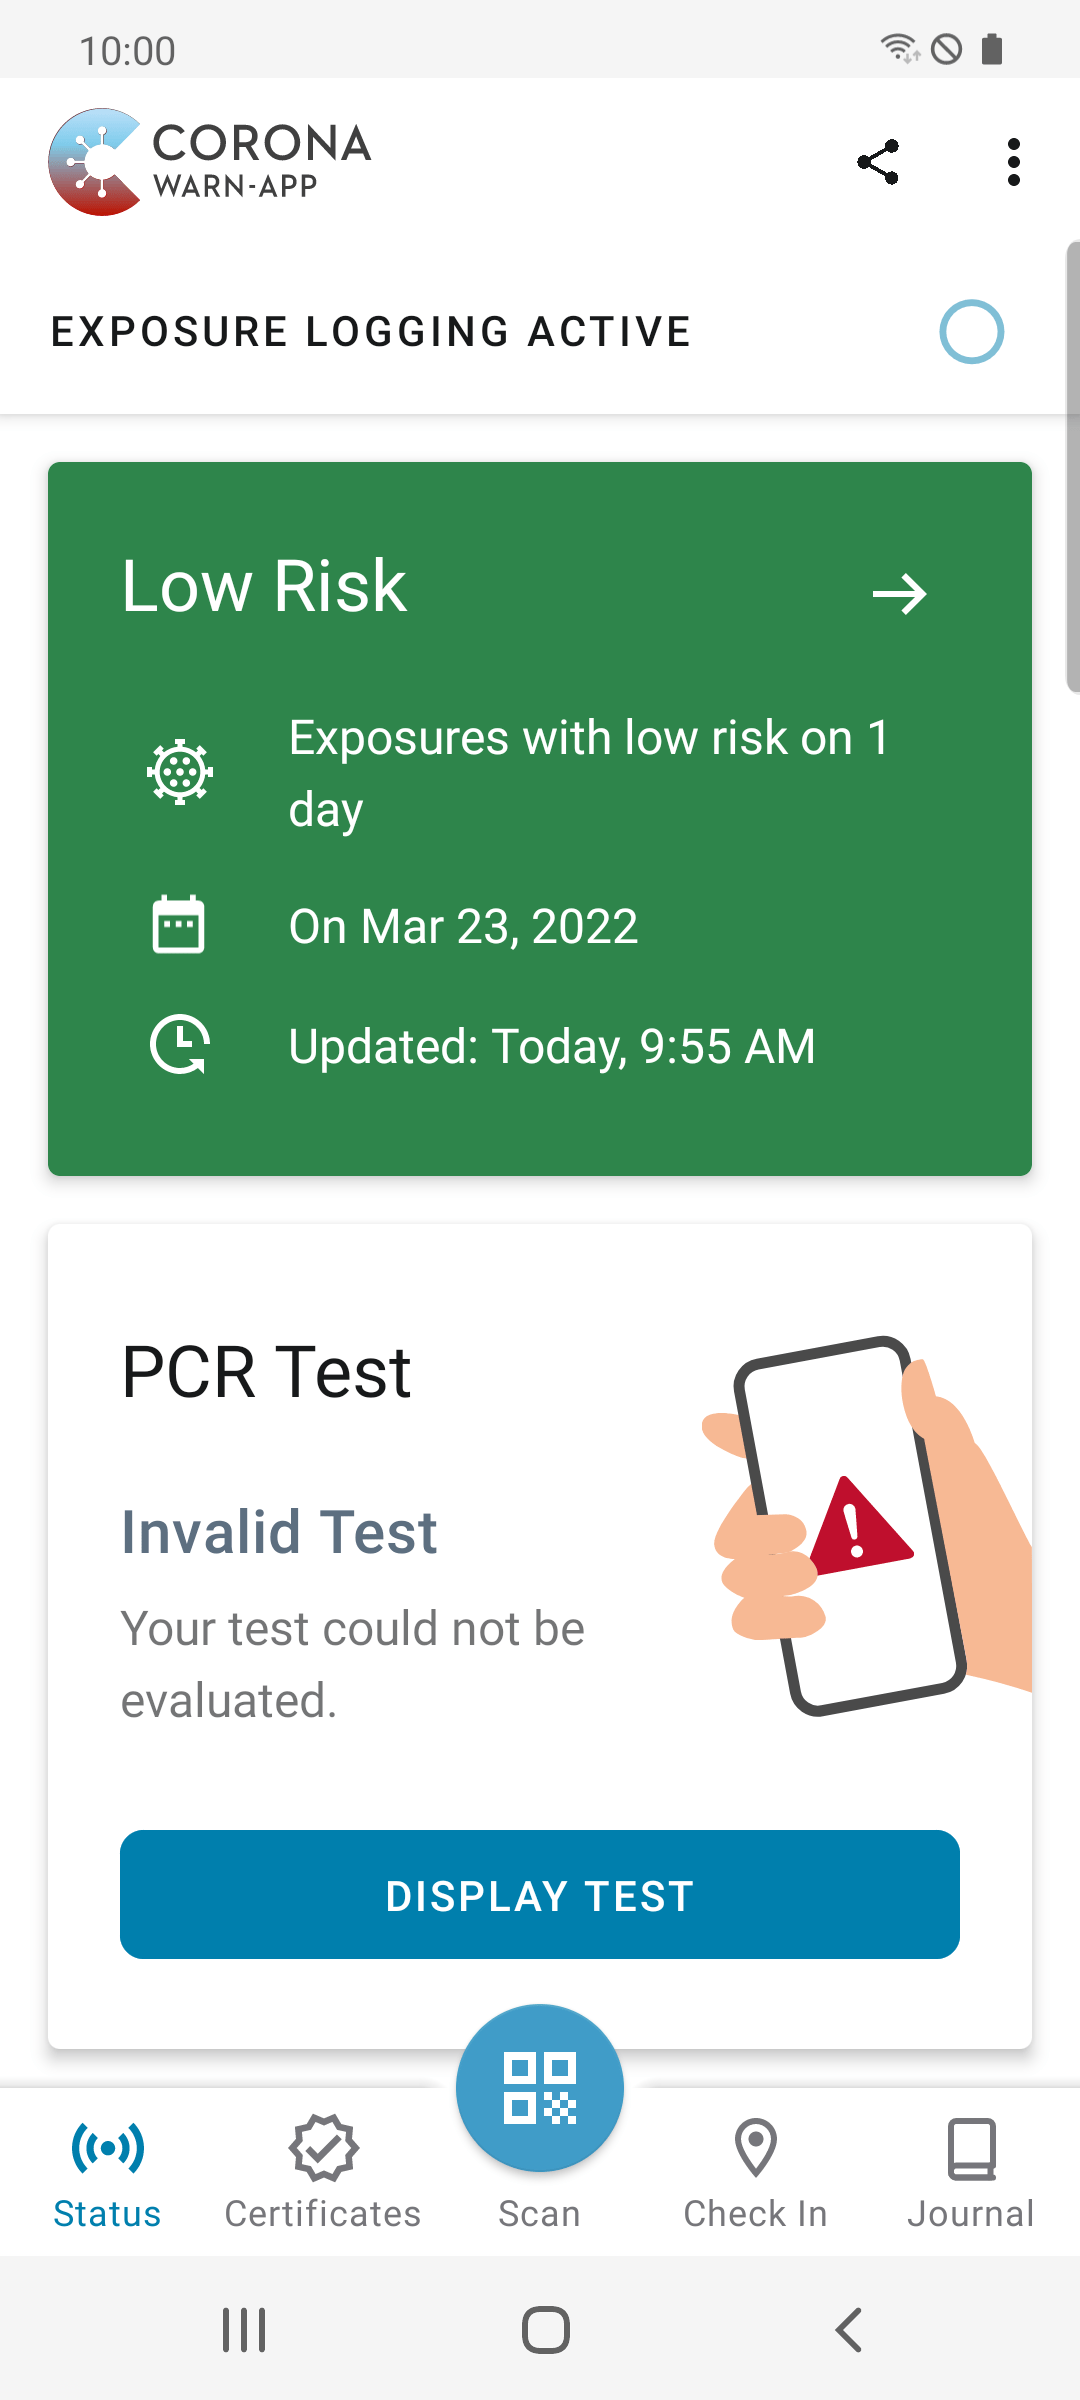 10:00
CORONA
WARN-APP
EXPOSURE LOGGING ACTIVE
Low Risk
Exposures with low risk on 1
day
On Mar 23, 2022
Updated: Today, 9:55 AM
PCR Test
Invalid Test
Your test could not be
evaluated.
DISPLAY TEST
Status
Certificates
Scan
Check In
Journal